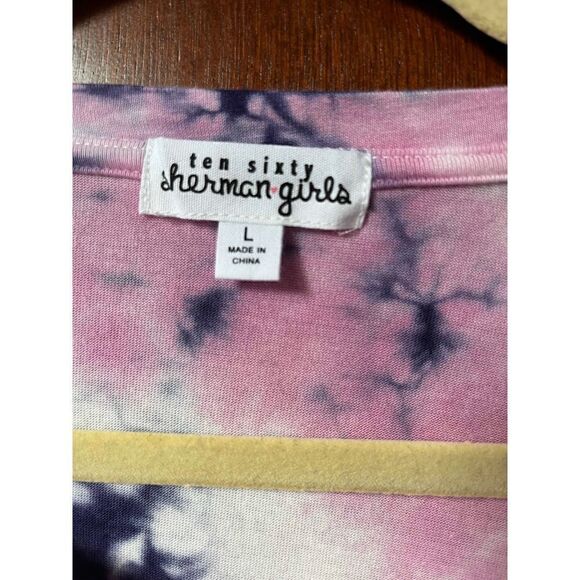 ten sixty
sherman girls
L
MADE IN
CHINA